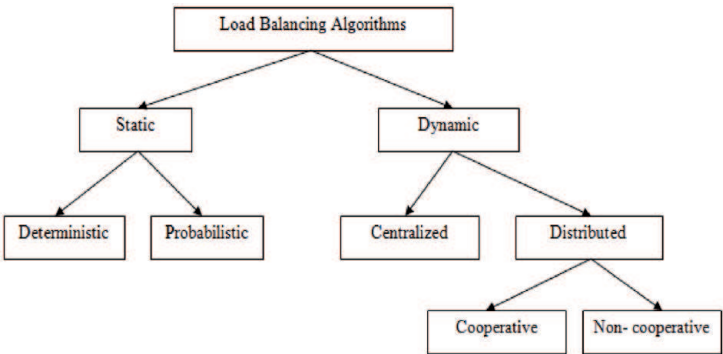 Load Balancing Algorithms
Static
Dynamic
Deterministic
Probabilistic
Centralized
Distributed
Cooperative
Non- cooperative